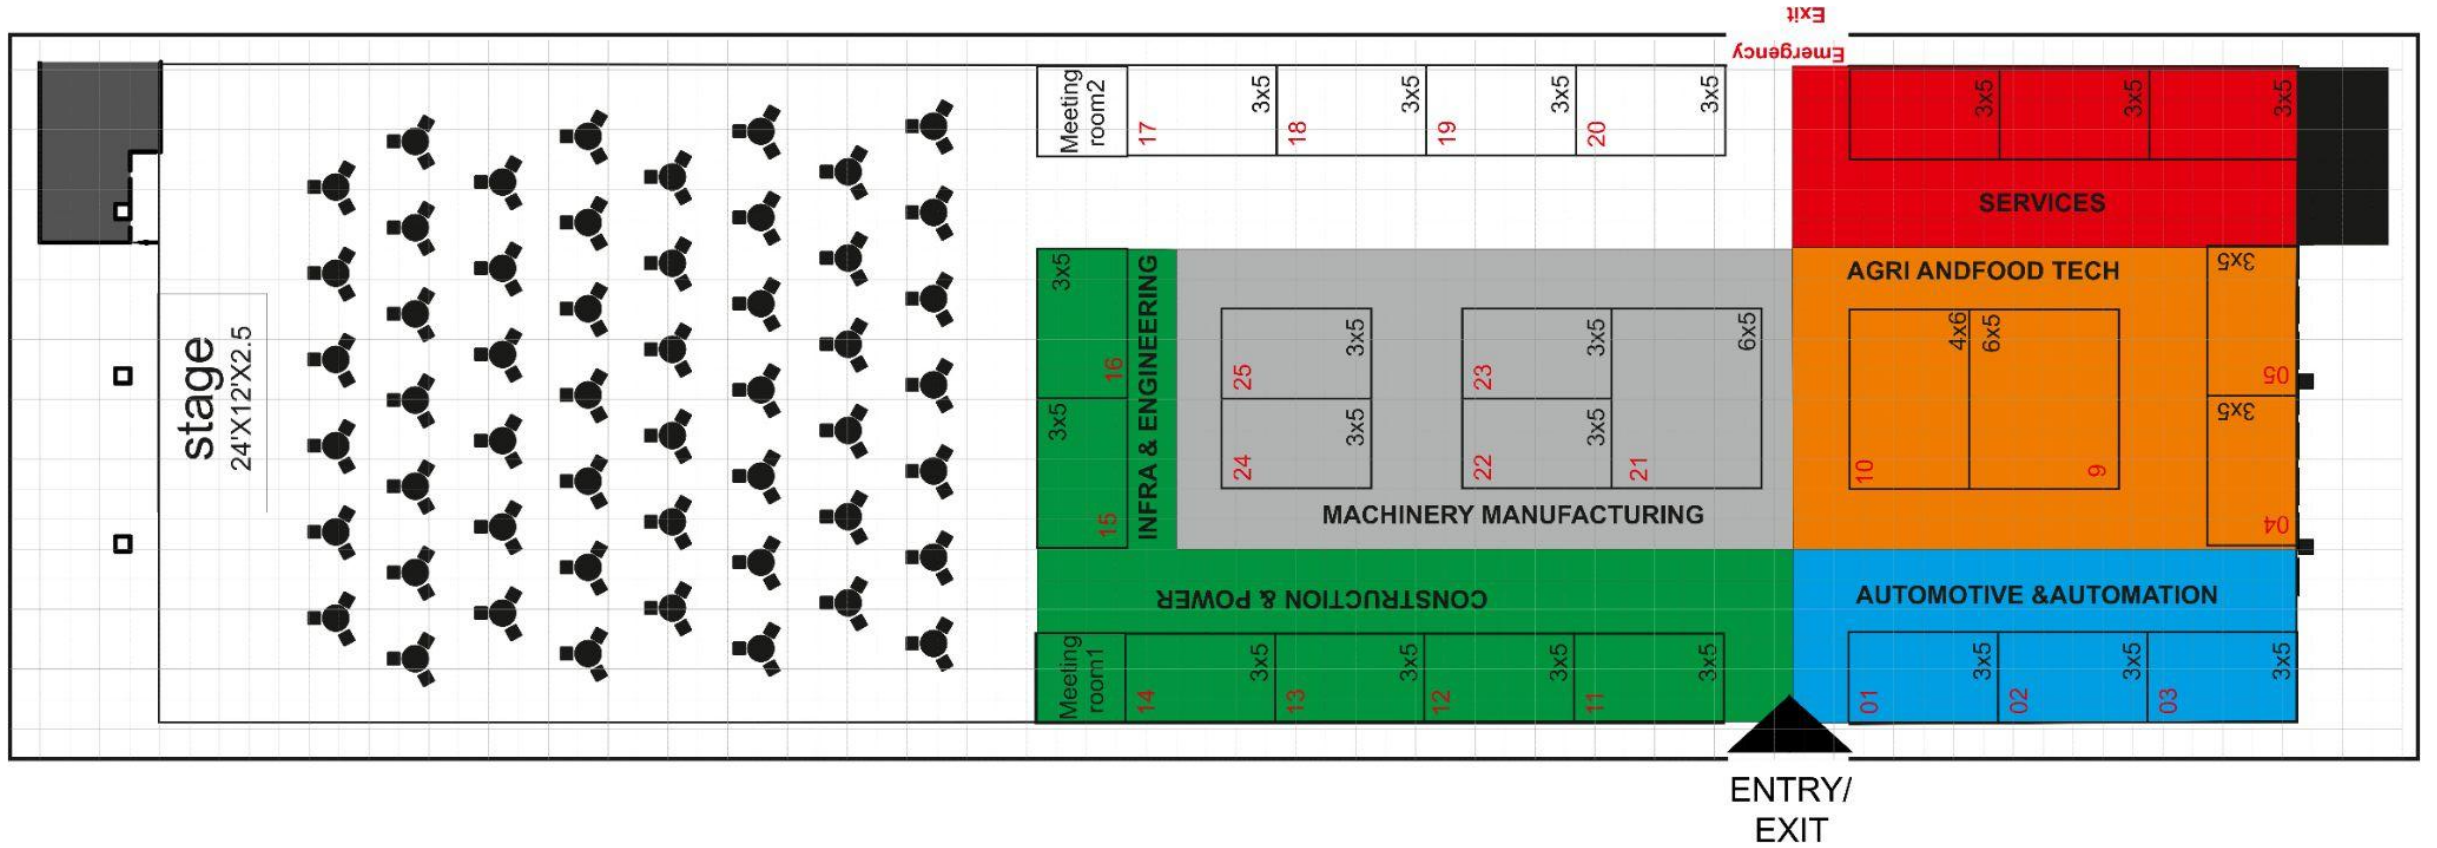 Emergency
Exit
Meeting
room2
17
3x5
18
3x5
19
3x5
20
3x5
3x5
3x5
3x5
SERVICES
stage
24'X12'X2.5
3x5
16
3x5
15
INFRA & ENGINEERING
25
3x5
24
3x5
23
3x5
22
3x5
21
6x5
MACHINERY MANUFACTURING
AGRI ANDFOOD TECH
4x6
10
6x5
9
3x5
05
3x5
04
CONSTRUCTION & POWER
Meeting
room1
14
3x5
13
3x5
12
3x5
11
3x5
AUTOMOTIVE &AUTOMATION
01
3x5
02
3x5
03
3x5
ENTRY/
EXIT